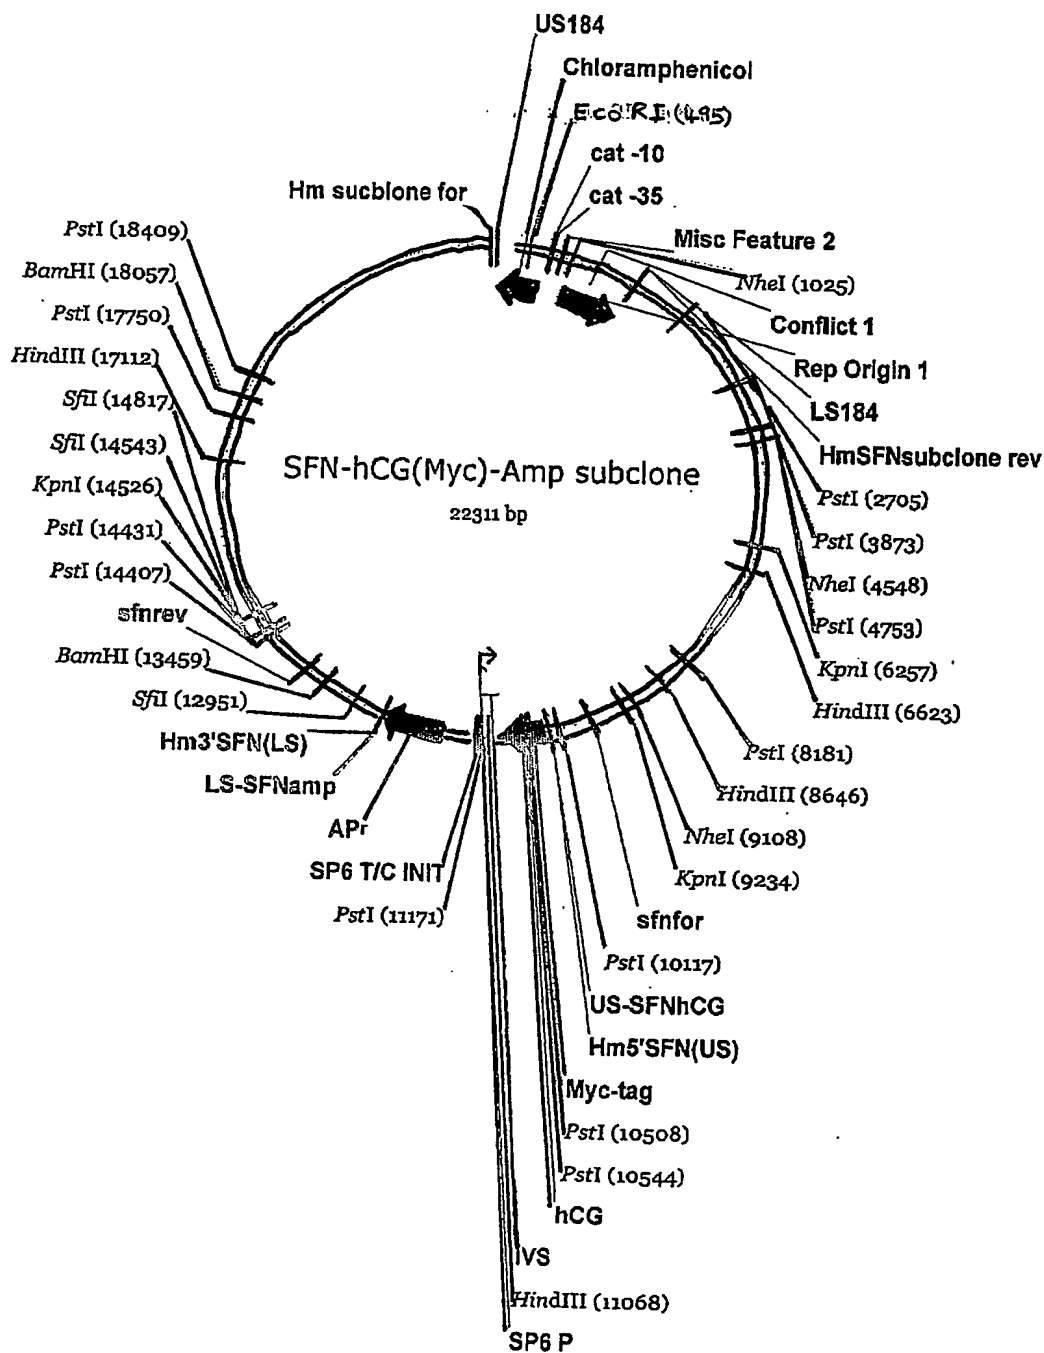 US184
Chloramphenicol
EcoRI (495)
cat -10
cat -35
Hm sucblone for
Misc Feature 2
NheI (1025)
Conflict 1
Rep Origin 1
LS184
HmSFNsubclone rev
PstI (2705)
PstI (3873)
NheI (4548)
PstI (4753)
KpnI (6257)
HindIII (6623)
PstI (8181)
HindIII (8646)
NheI (9108)
KpnI (9234)
sfnfor
PstI (10117)
US-SFNhCG
Hm5'SFN(US)
Myc-tag
PstI (10508)
PstI (10544)
hCG
IVS
HindIII (11068)
SP6 P
PstI (11171)
SP6 T/C INIT
APr
LS-SFNamp
Hm3'SFN(LS)
SfiI (12951)
BamHI (13459)
sfnrev
PstI (14407)
PstI (14431)
KpnI (14526)
SfiI (14543)
SfiI (14817)
HindIII (17112)
PstI (17750)
BamHI (18057)
PstI (18409)
SFN-hCG(Myc)-Amp subclone
22311 bp